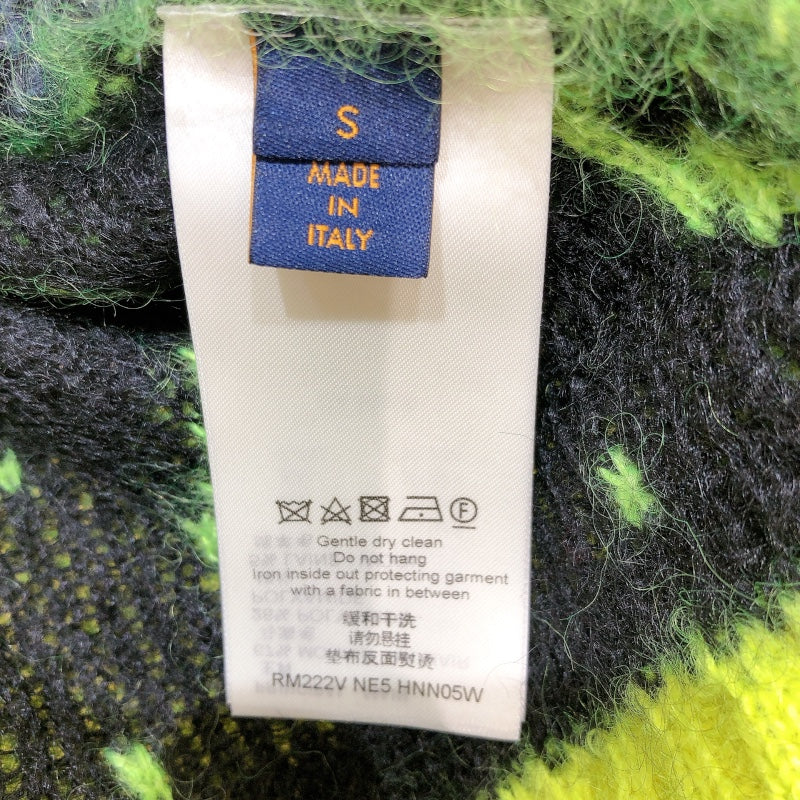 S
MADE
IN
ITALY
F
Gentle dry clean
Do not hang
Iron inside out protecting garment
with a fabric in between
缓和干洗
请勿悬挂
垫布反面熨烫
RM222V NE5 HNN05W